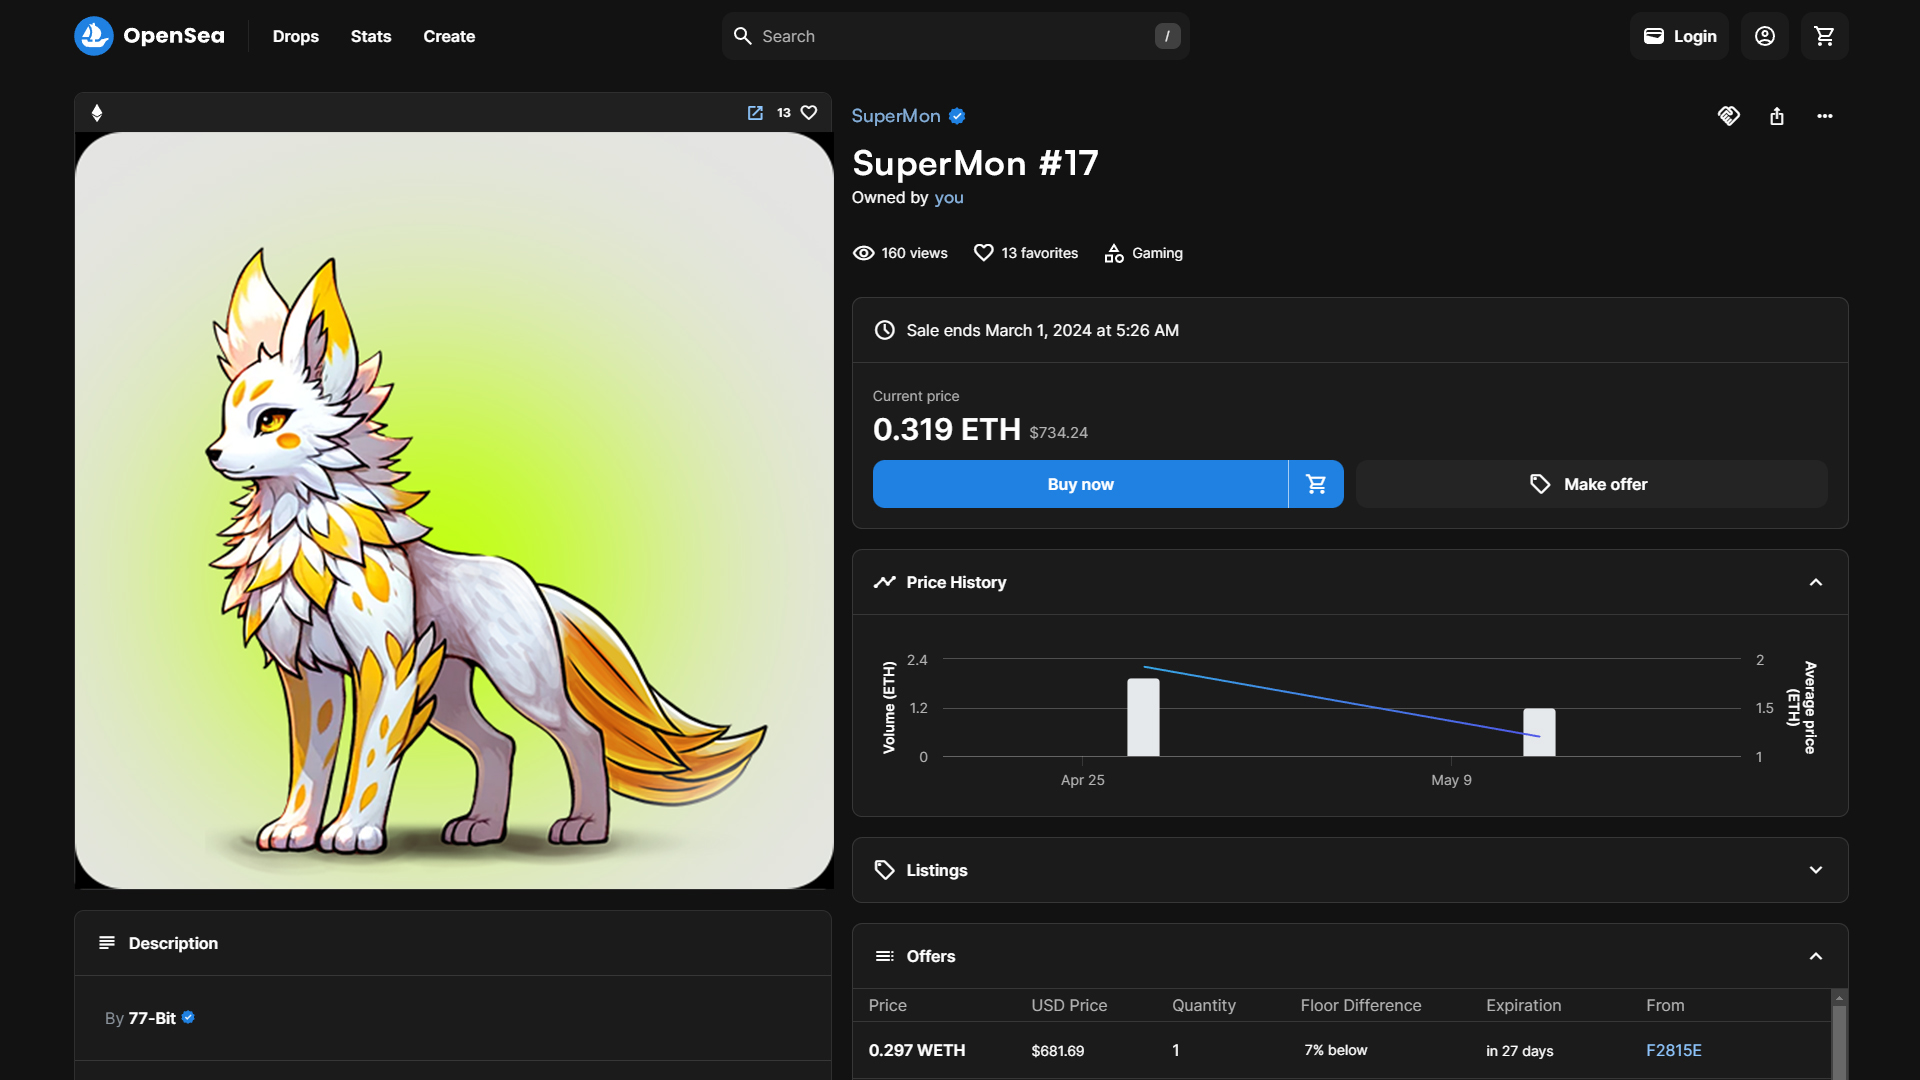 OpenSea
Drops
Stats
Create
Search
/
Login
13
SuperMon
SuperMon #17
Owned by you
160 views
13 favorites
Gaming
Sale ends March 1, 2024 at 5:26 AM
Current price
0.319 ETH $734.24
Buy now
Make offer
Price History
Volume (ETH)
2.4
1.2
0
Apr 25
May 9
2
1.5
1
Average price
(ETH)
Listings
Offers
Price USD Price Quantity Floor Difference Expiration From
0.297 WETH $681.69 1 7% below in 27 days F2815E
Description
By 77-Bit